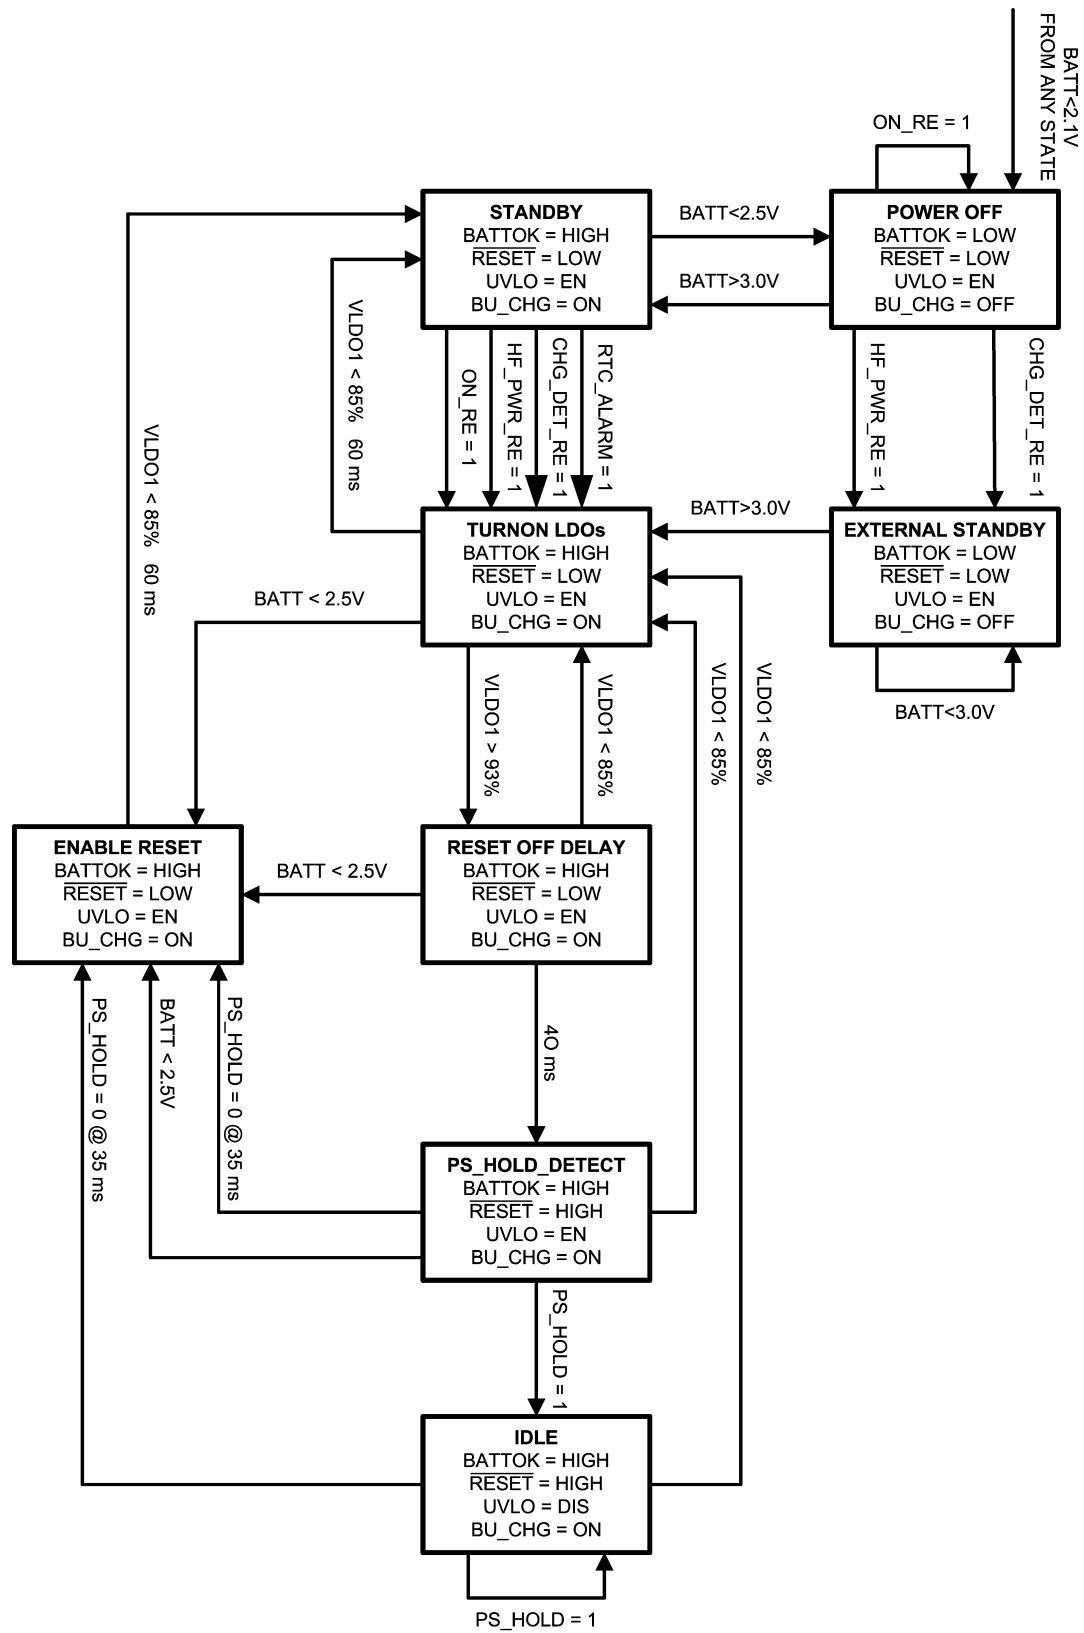 BATT<2.1V
FROM ANY STATE
ON_RE = 1
STANDBY
BATTOK = HIGH
RESET = LOW
UVLO = EN
BU_CHG = ON
BATT<2.5V
BATT>3.0V
POWER OFF
BATTOK = LOW
RESET = LOW
UVLO = EN
BU_CHG = OFF
VLDO1 < 85% 60 ms
VLDO1 < 85% 60 ms
ON_RE = 1
HF_PWR_RE = 1
CHG_DET_RE = 1
RTC_ALARM = 1
HF_PWR_RE = 1
CHG_DET_RE = 1
TURNON LDOs
BATTOK = HIGH
RESET = LOW
UVLO = EN
BU_CHG = ON
BATT>3.0V
EXTERNAL STANDBY
BATTOK = LOW
RESET = LOW
UVLO = EN
BU_CHG = OFF
BATT<3.0V
BATT < 2.5V
VLDO1 > 93%
VLDO1 < 85%
VLDO1 < 85%
VLDO1 < 85%
ENABLE RESET
BATTOK = HIGH
RESET = LOW
UVLO = EN
BU_CHG = ON
BATT < 2.5V
RESET OFF DELAY
BATTOK = HIGH
RESET = LOW
UVLO = EN
BU_CHG = ON
PS_HOLD = 0 @ 35 ms
BATT < 2.5V
PS_HOLD = 0 @ 35 ms
4O ms
PS_HOLD_DETECT
BATTOK = HIGH
RESET = HIGH
UVLO = EN
BU_CHG = ON
PS_HOLD = 1
IDLE
BATTOK = HIGH
RESET = HIGH
UVLO = DIS
BU_CHG = ON
PS_HOLD = 1